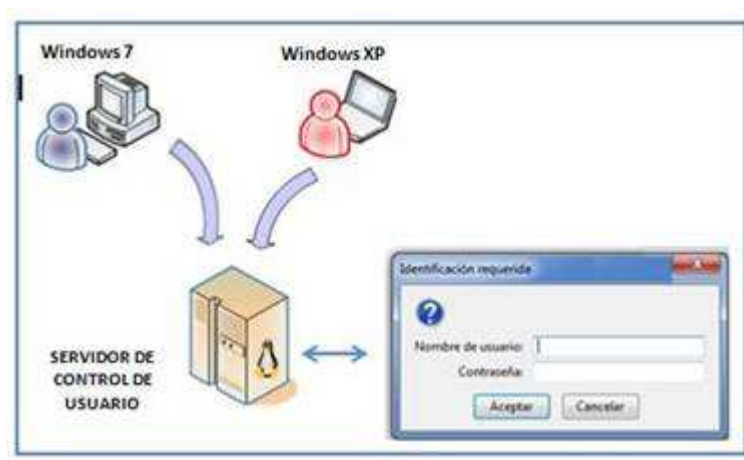 Windows 7
Windows XP
SERVIDOR DE
CONTROL DE
USUARIO
Identificación requerida
Nombre de usuario:
Contraseña:
Aceptar
Cancelar